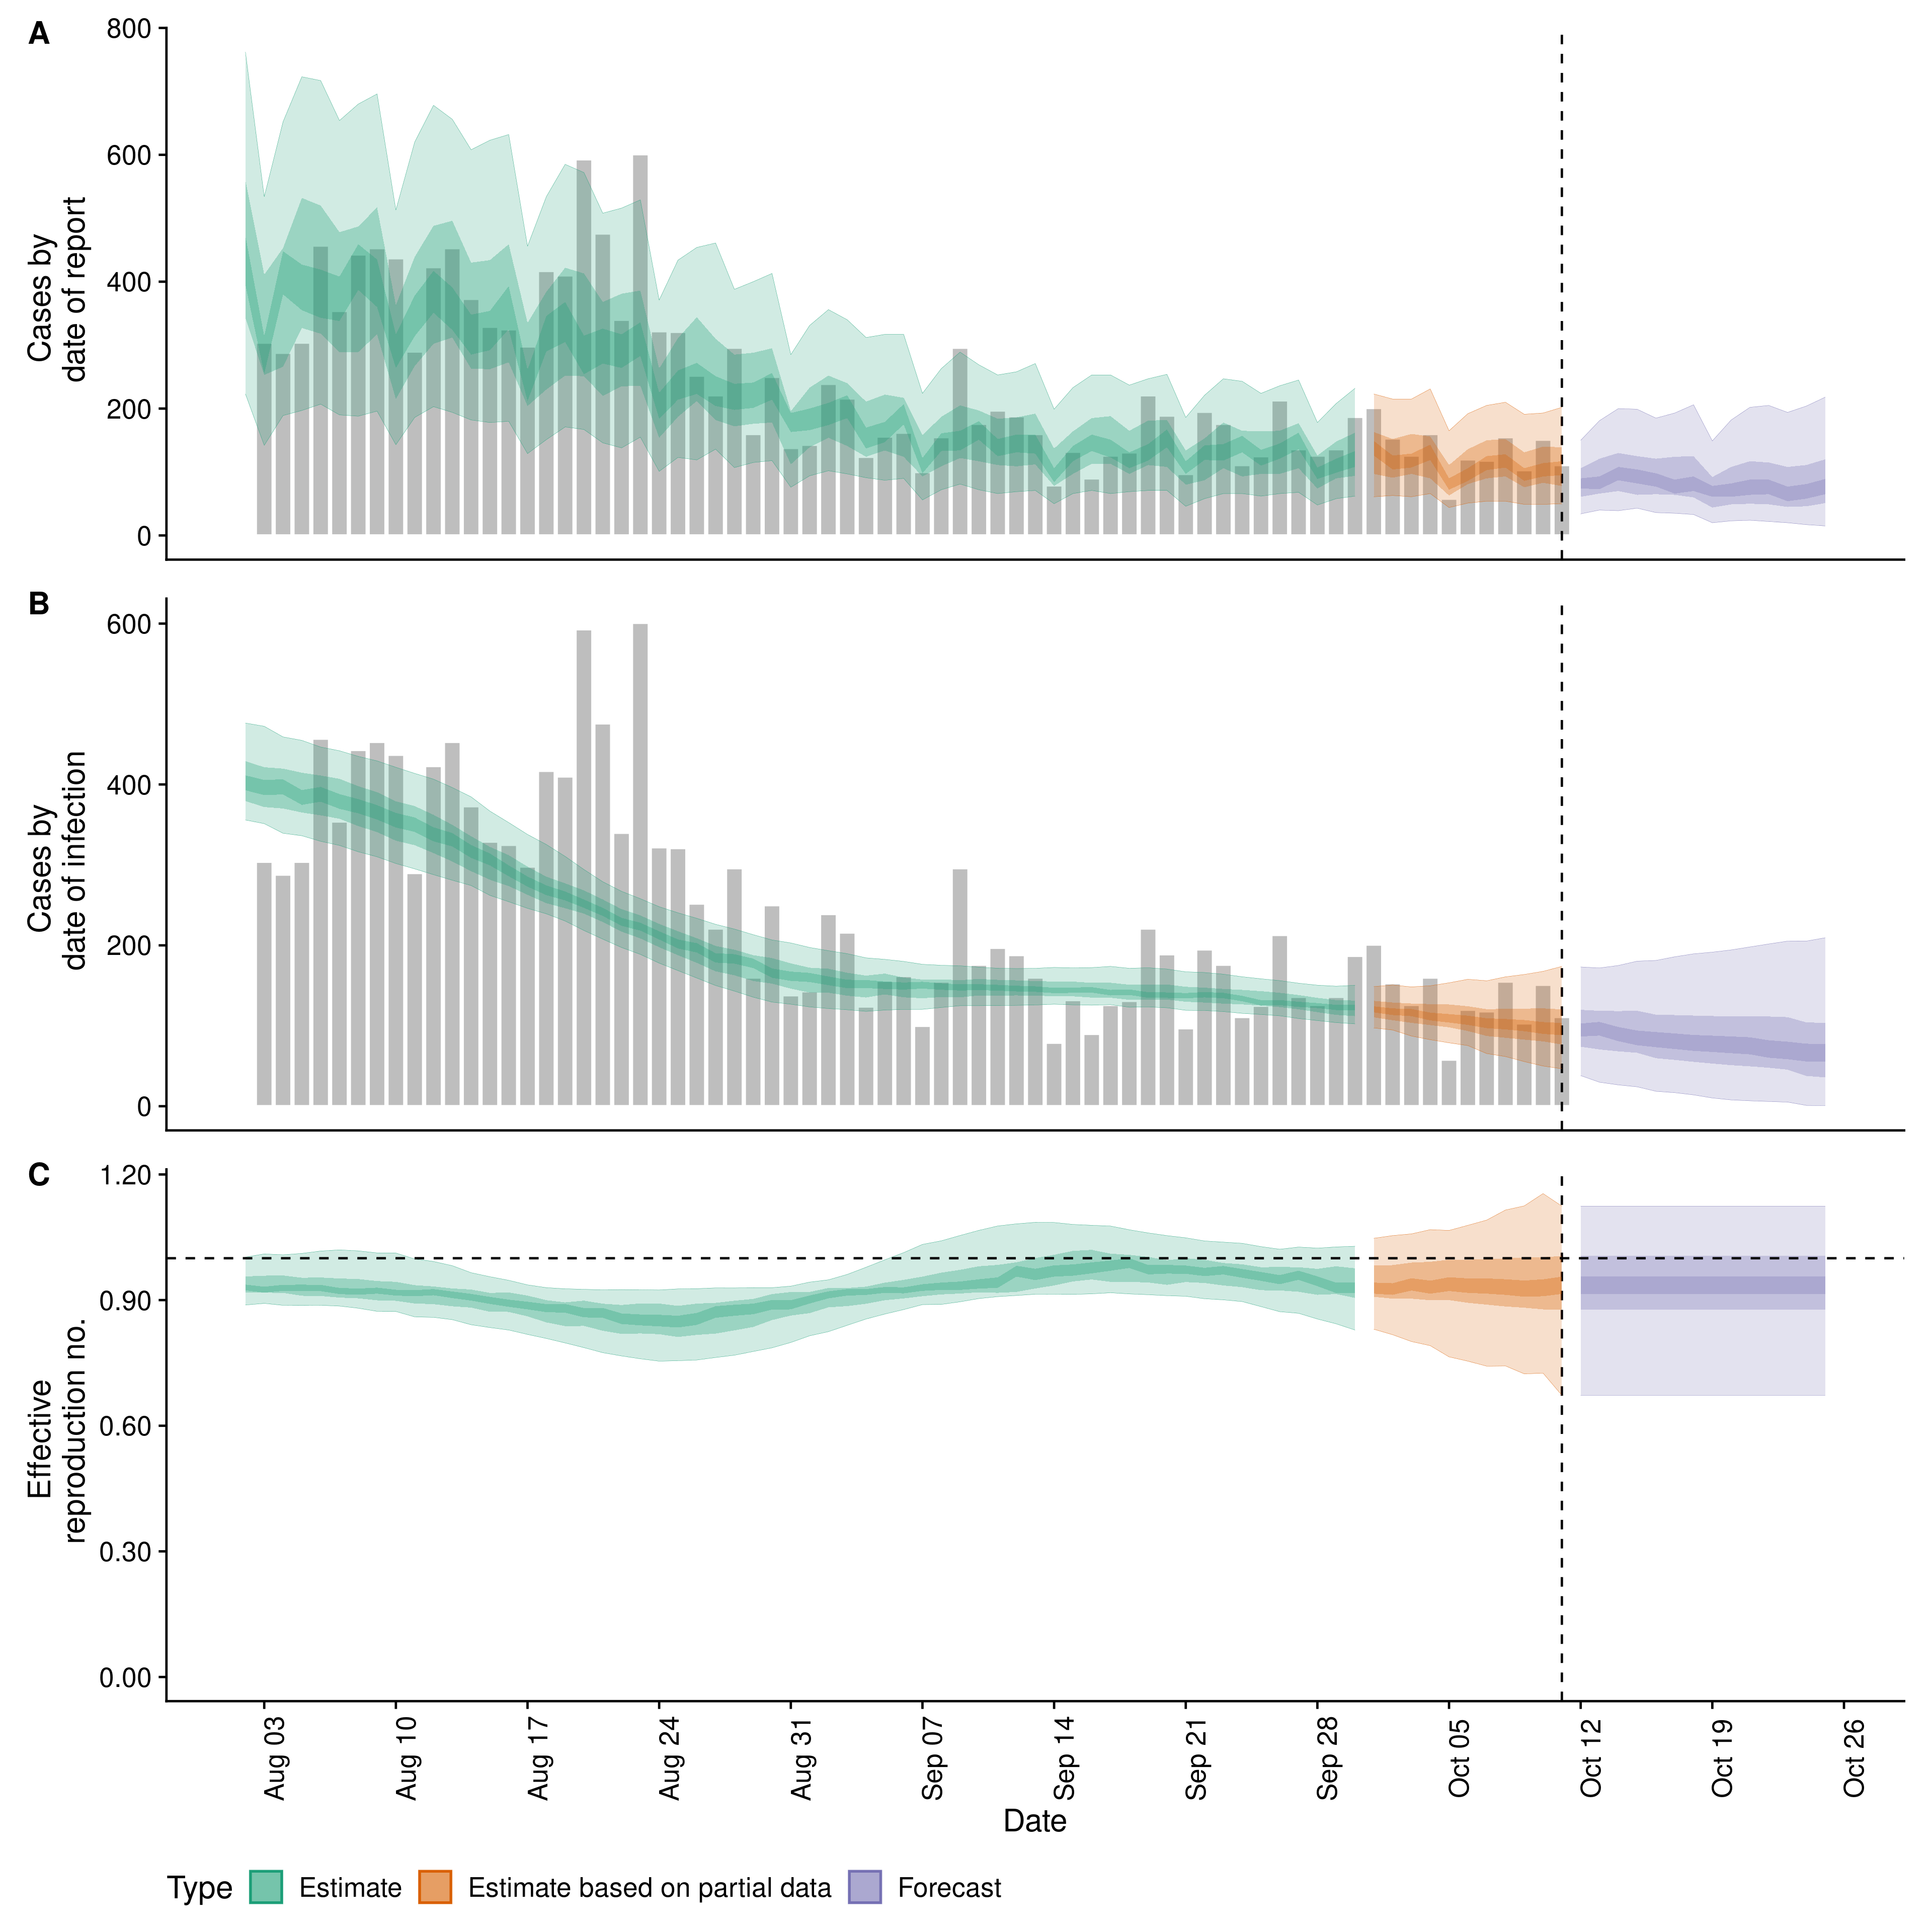 A
800
600
400
200
0
Cases by
date of report
B
600
400
200
0
Cases by
date of infection
C
1.20
0.90
0.60
0.30
0.00
Effective
reproduction no.
Aug 03
Aug 10
Aug 17
Aug 24
Aug 31
Sep 07
Sep 14
Sep 21
Sep 28
Oct 05
Oct 12
Oct 19
Oct 26
Date
Type Estimate Estimate based on partial data Forecast